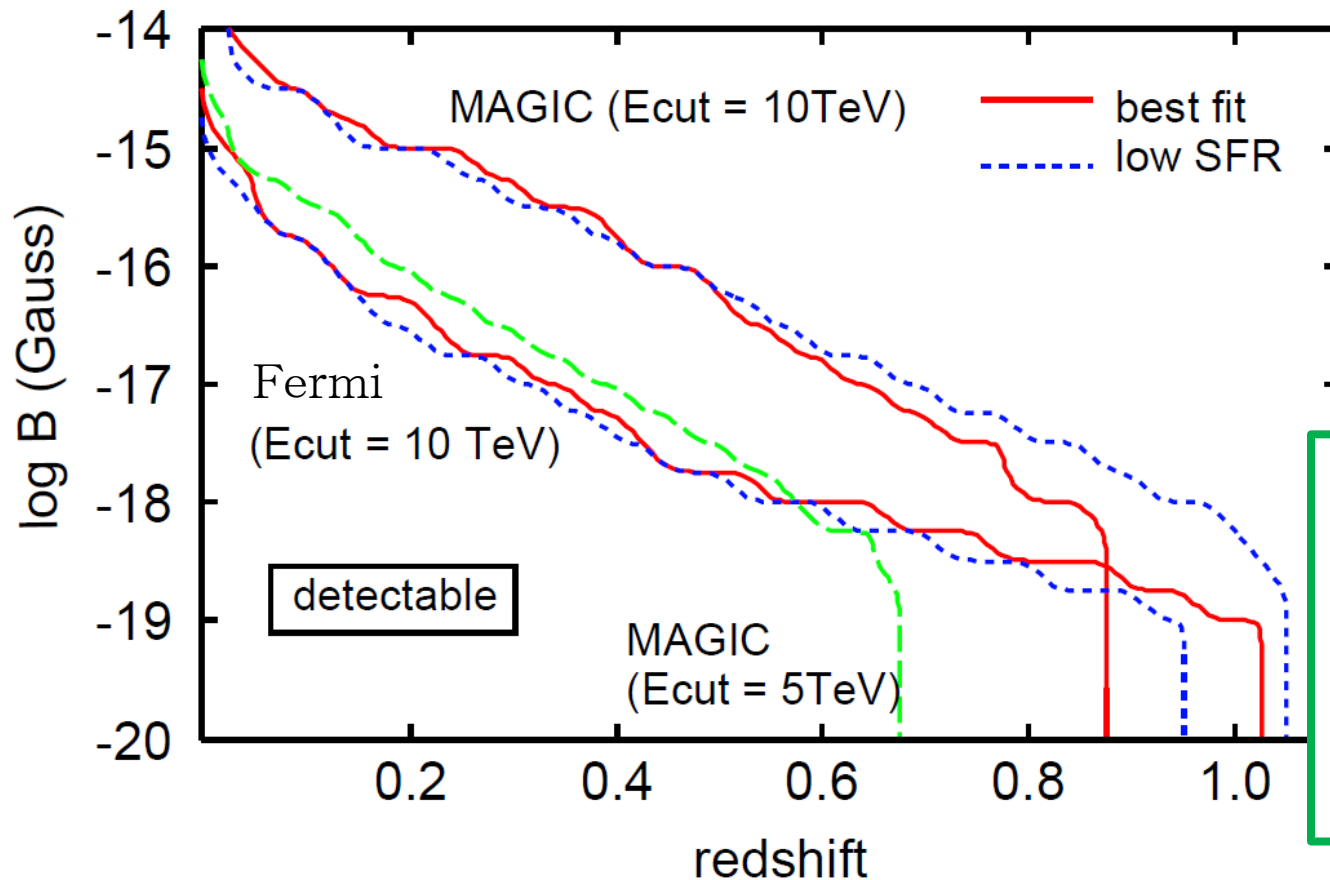 -14
-15
-16
-17
-18
-19
-20
log B (Gauss)
MAGIC (Ecut = 10TeV)
best fit
low SFR
Fermi
(Ecut = 10 TeV)
detectable
MAGIC
(Ecut = 5TeV)
0.2
0.4
0.6
0.8
1.0
redshift